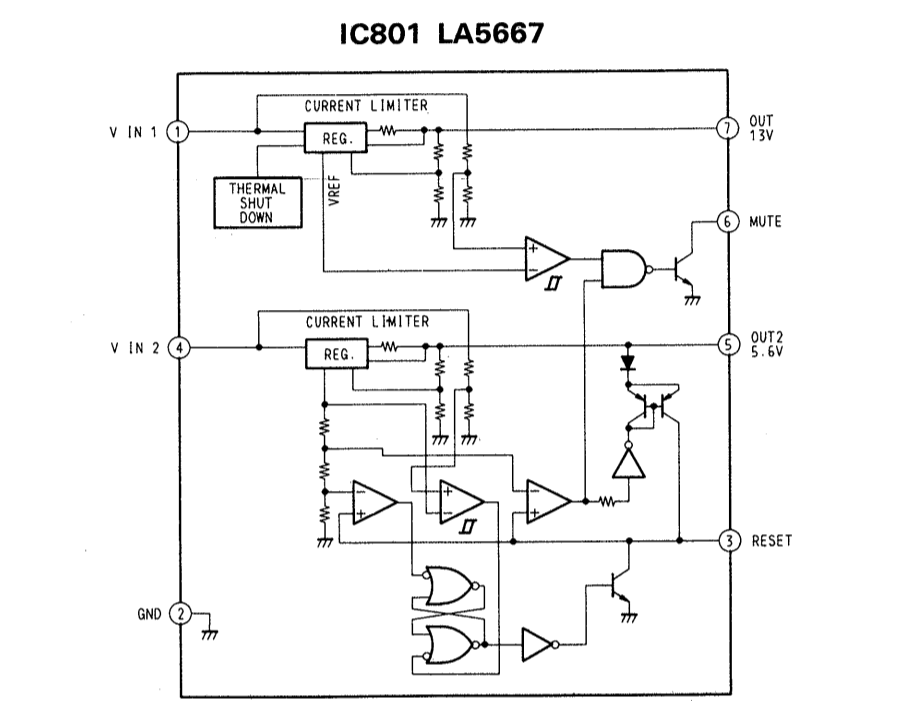 IC801 LA5667
CURRENT LIMITER
V IN 1
1
REG.
7
OUT
13V
THERMAL
SHUT
DOWN
VREF
6
MUTE
+
−
CURRENT LIMITER
V IN 2
4
REG.
5
OUT2
5.6V
−
+
+
−
−
+
3
RESET
GND
2